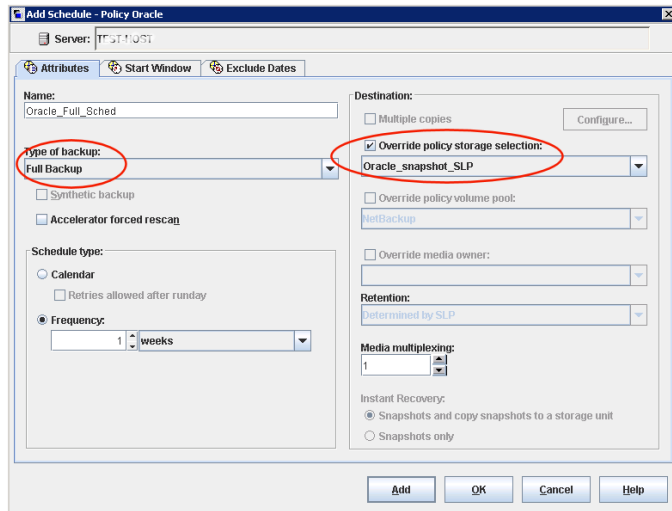 Add Schedule - Policy Oracle
Server: TEST-HOST
Attributes
Start Window
Exclude Dates
Name:
Oracle_Full_Sched
Type of backup:
Full Backup
Synthetic backup
Accelerator forced rescan
Schedule type:
Calendar
Retries allowed after runday
Frequency:
1 weeks
Destination:
Multiple copies
Configure...
Override policy storage selection:
Oracle_snapshot_SLP
Override policy volume pool:
NetBackup
Override media owner:
Retention:
Determined by SLP
Media multiplexing:
1
Instant Recovery:
Snapshots and copy snapshots to a storage unit
Snapshots only
Add
OK
Cancel
Help